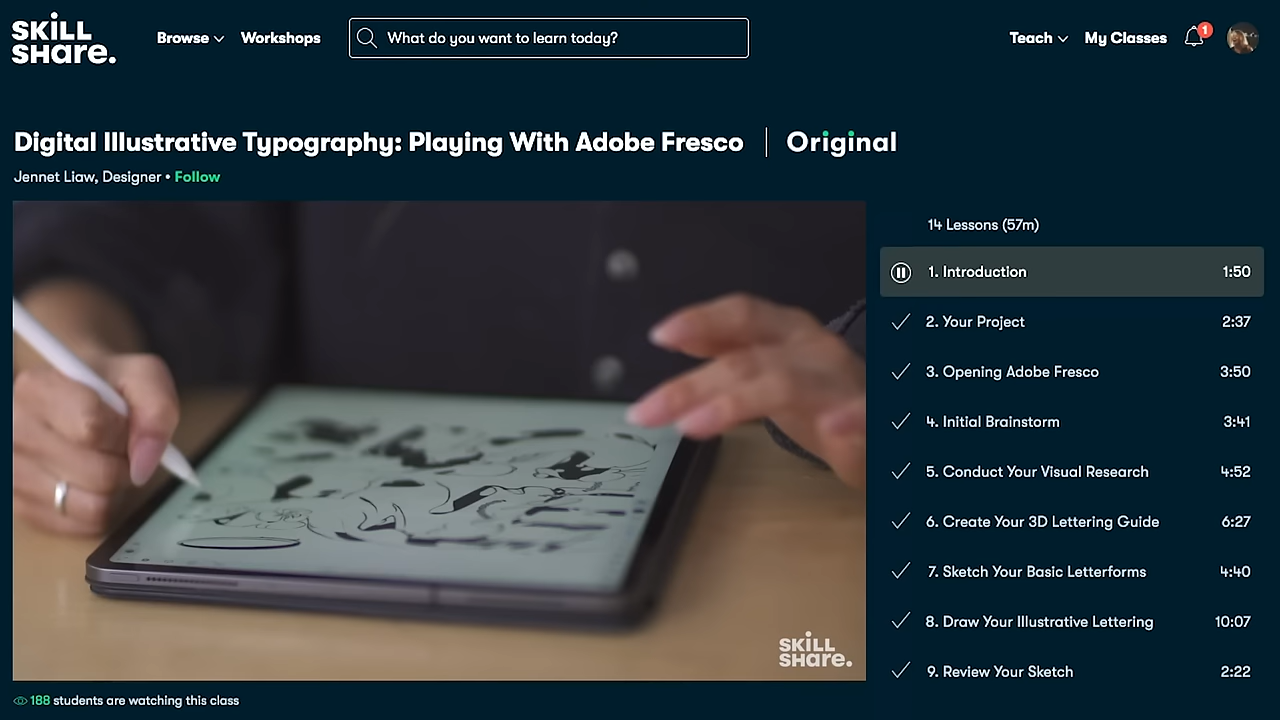 SKILL
SHARE.
Browse
Workshops
What do you want to learn today?
Teach
My Classes
1
Digital Illustrative Typography: Playing With Adobe Fresco | Original
Jennet Liaw, Designer • Follow
14 Lessons (57m)
1. Introduction 1:50
2. Your Project 2:37
3. Opening Adobe Fresco 3:50
4. Initial Brainstorm 3:41
5. Conduct Your Visual Research 4:52
6. Create Your 3D Lettering Guide 6:27
7. Sketch Your Basic Letterforms 4:40
8. Draw Your Illustrative Lettering 10:07
9. Review Your Sketch 2:22
SKILL
SHARE.
188 students are watching this class